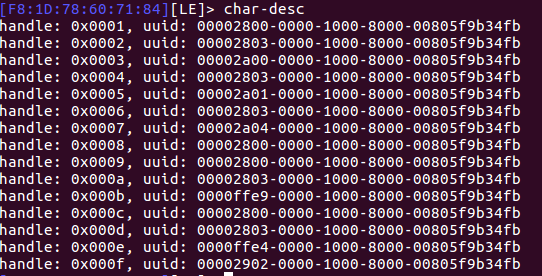 [F8:1D:78:60:71:84][LE]> char-desc
handle: 0x0001, uuid: 00002800-0000-1000-8000-00805f9b34fb
handle: 0x0002, uuid: 00002803-0000-1000-8000-00805f9b34fb
handle: 0x0003, uuid: 00002a00-0000-1000-8000-00805f9b34fb
handle: 0x0004, uuid: 00002803-0000-1000-8000-00805f9b34fb
handle: 0x0005, uuid: 00002a01-0000-1000-8000-00805f9b34fb
handle: 0x0006, uuid: 00002803-0000-1000-8000-00805f9b34fb
handle: 0x0007, uuid: 00002a04-0000-1000-8000-00805f9b34fb
handle: 0x0008, uuid: 00002800-0000-1000-8000-00805f9b34fb
handle: 0x0009, uuid: 00002800-0000-1000-8000-00805f9b34fb
handle: 0x000a, uuid: 00002803-0000-1000-8000-00805f9b34fb
handle: 0x000b, uuid: 0000ffe9-0000-1000-8000-00805f9b34fb
handle: 0x000c, uuid: 00002800-0000-1000-8000-00805f9b34fb
handle: 0x000d, uuid: 00002803-0000-1000-8000-00805f9b34fb
handle: 0x000e, uuid: 0000ffe4-0000-1000-8000-00805f9b34fb
handle: 0x000f, uuid: 00002902-0000-1000-8000-00805f9b34fb